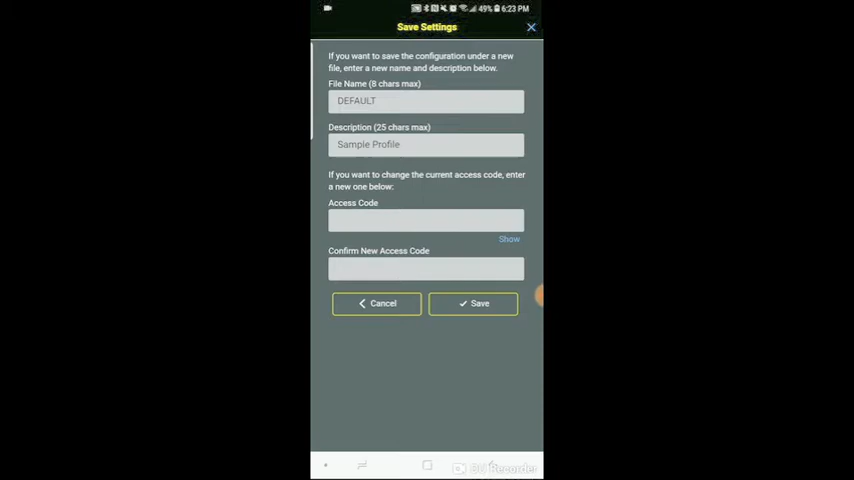 49% 6:23 PM
Save Settings
If you want to save the configuration under a new
file, enter a new name and description below.
File Name (8 chars max)
DEFAULT
Description (25 chars max)
Sample Profile
If you want to change the current access code, enter
a new one below:
Access Code
Show
Confirm New Access Code
Cancel
Save
Recorder